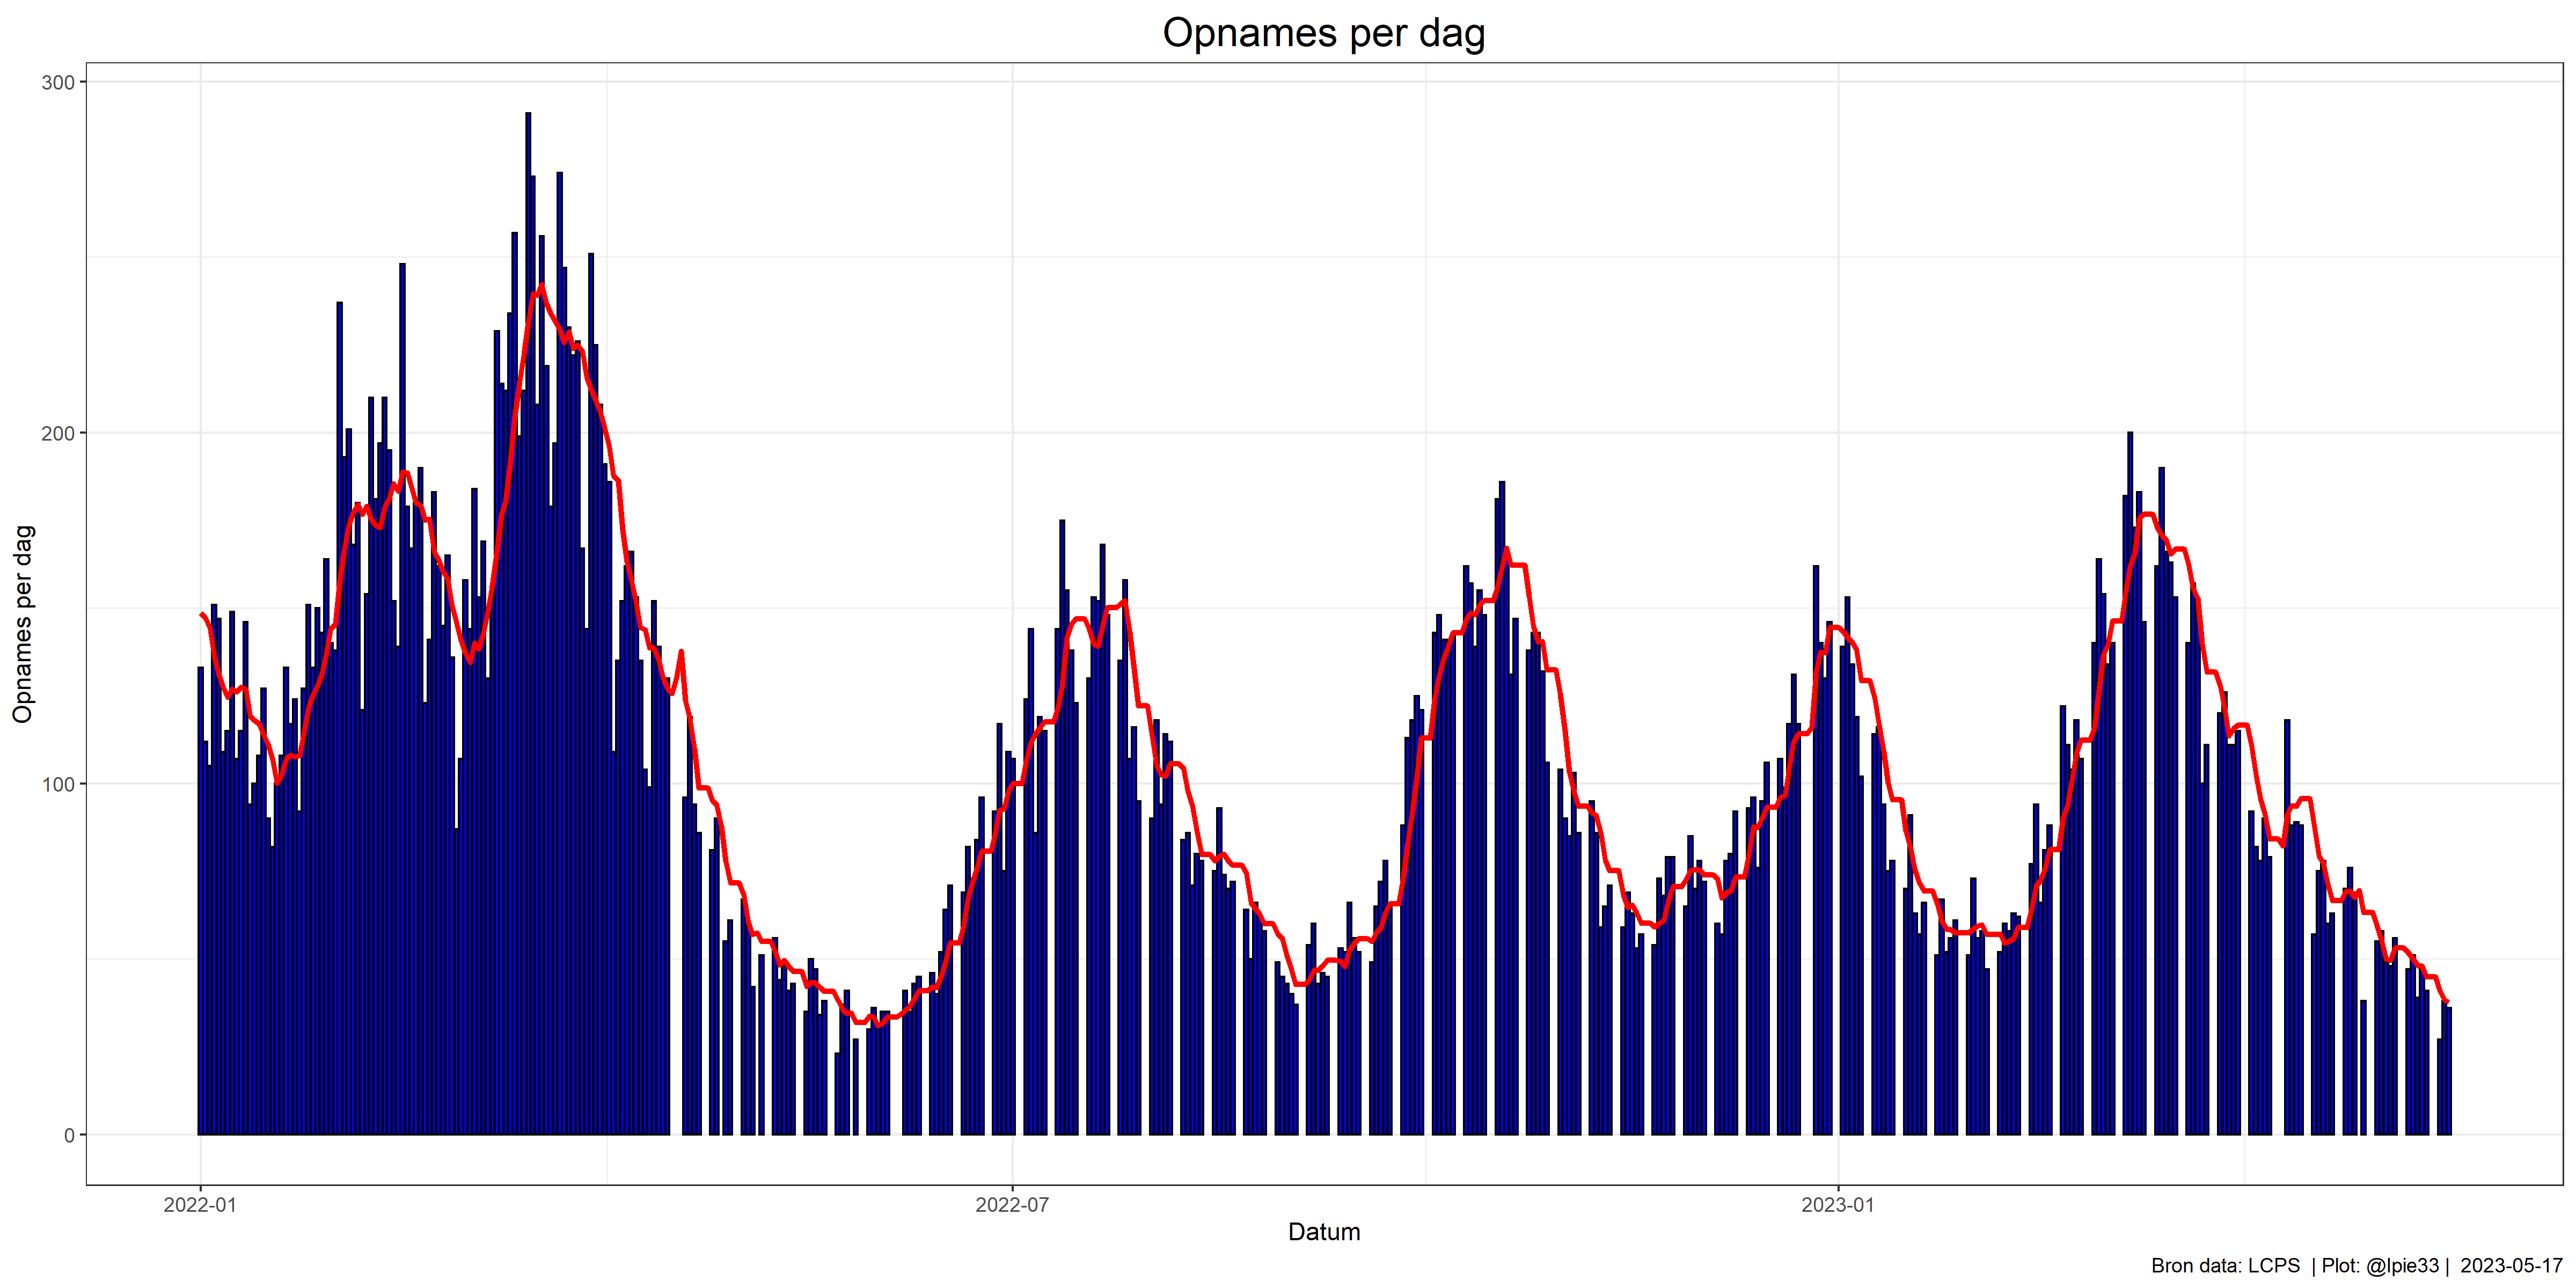 Opnames per dag
300
200
100
0
Opnames per dag
2022-01
2022-07
2023-01
Datum
Bron data: LCPS | Plot: @lpie33 | 2023-05-17